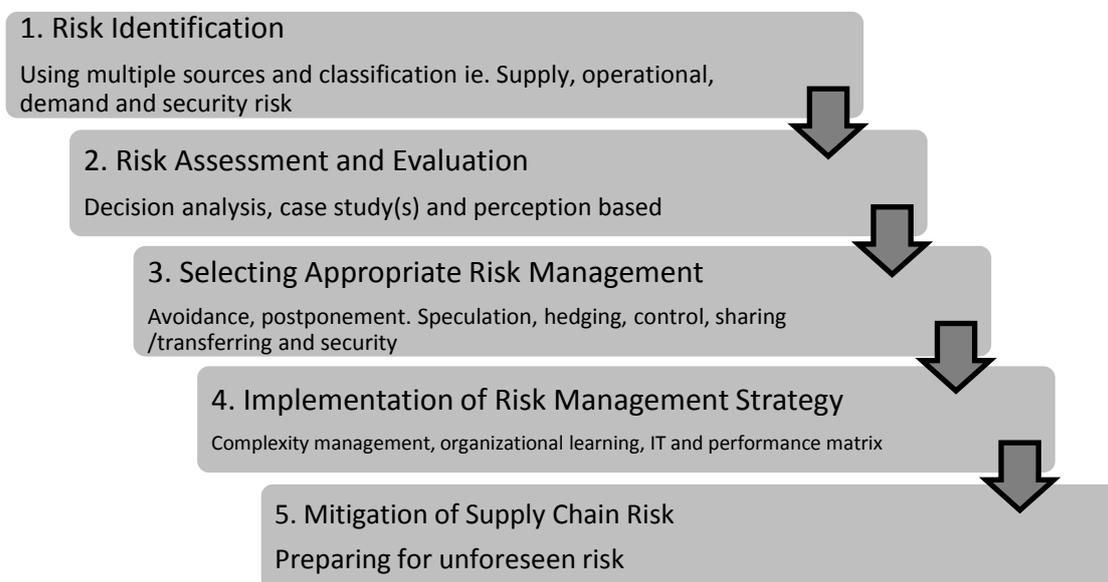 1. Risk Identification
Using multiple sources and classification ie. Supply, operational,
demand and security risk
2. Risk Assessment and Evaluation
Decision analysis, case study(s) and perception based
3. Selecting Appropriate Risk Management
Avoidance, postponement. Speculation, hedging, control, sharing
/transferring and security
4. Implementation of Risk Management Strategy
Complexity management, organizational learning, IT and performance matrix
5. Mitigation of Supply Chain Risk
Preparing for unforeseen risk